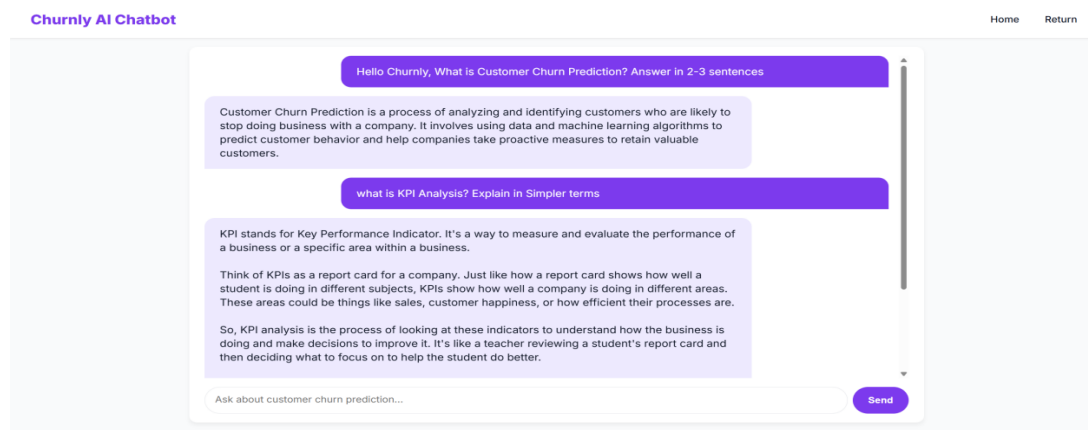 Churnly AI Chatbot
Home
Return
Hello Churnly, What is Customer Churn Prediction? Answer in 2-3 sentences
Customer Churn Prediction is a process of analyzing and identifying customers who are likely to
stop doing business with a company. It involves using data and machine learning algorithms to
predict customer behavior and help companies take proactive measures to retain valuable
customers.
what is KPI Analysis? Explain in Simpler terms
KPI stands for Key Performance Indicator. It's a way to measure and evaluate the performance of
a business or a specific area within a business.
Think of KPIs as a report card for a company. Just like how a report card shows how well a
student is doing in different subjects, KPIs show how well a company is doing in different areas.
These areas could be things like sales, customer happiness, or how efficient their processes are.
So, KPI analysis is the process of looking at these indicators to understand how the business is
doing and make decisions to improve it. It's like a teacher reviewing a student's report card and
then deciding what to focus on to help the student do better.
Ask about customer churn prediction...
Send